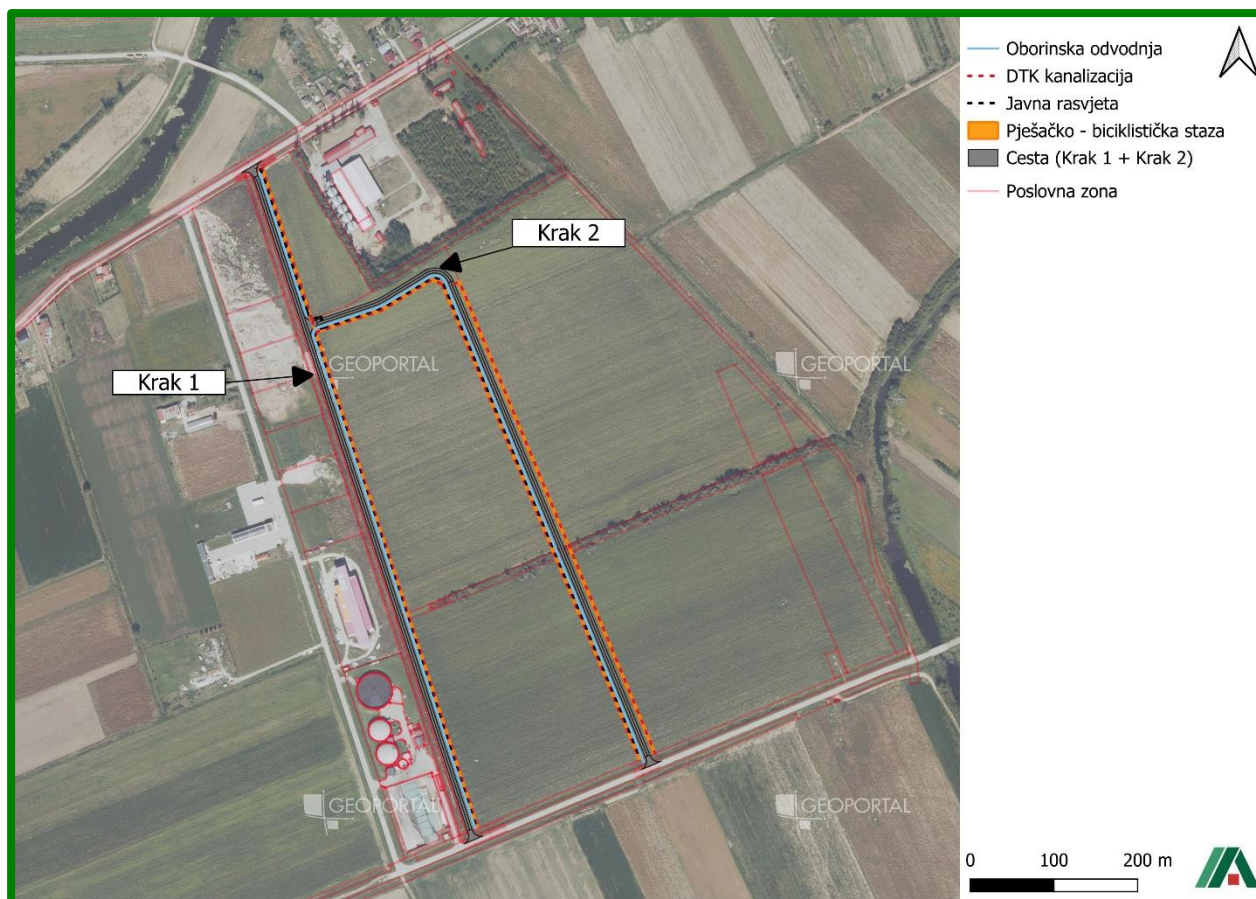 Oborinska odvodnja
DTK kanalizacija
Javna rasvjeta
Pješačko - biciklistička staza
Cesta (Krak 1 + Krak 2)
Poslovna zona
Krak 2
GEOPORTAL
GEOPORTAL
Krak 1
GEOPORTAL
GEOPORTAL
0 100 200 m